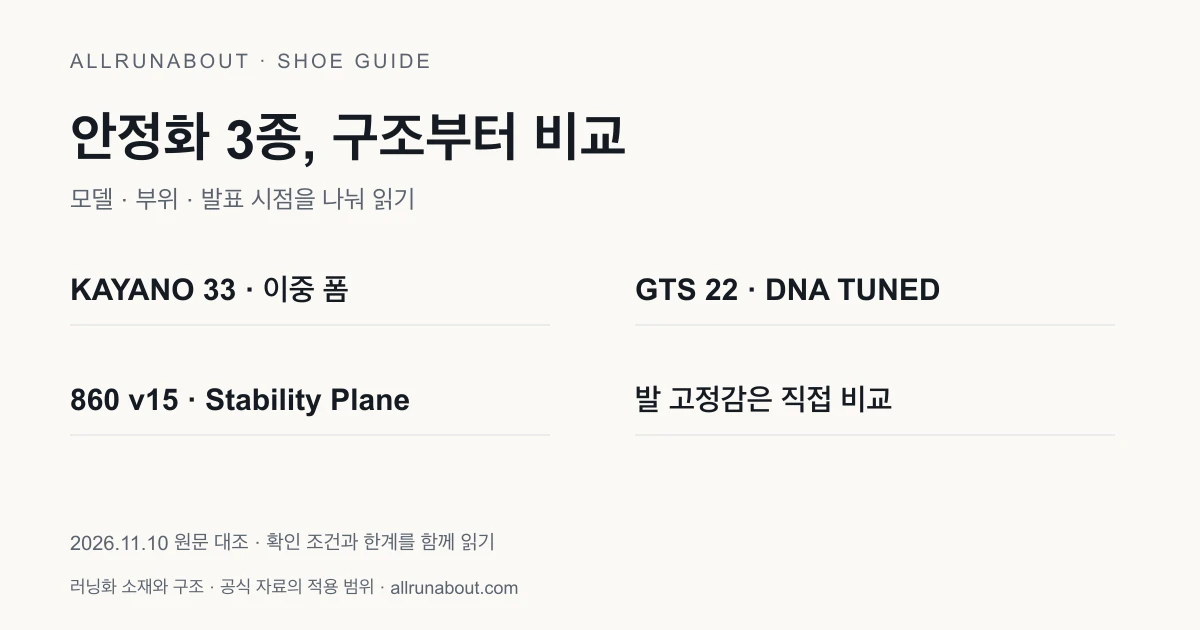 ALLRUNABOUT · SHOE GUIDE
안정화 3종, 구조부터 비교
모델 · 부위 · 발표 시점을 나눠 읽기
KAYANO 33 · 이중 폼
GTS 22 · DNA TUNED
860 v15 · Stability Plane
발 고정감은 직접 비교
2026.11.10 원문 대조 · 확인 조건과 한계를 함께 읽기
러닝화 소재와 구조 · 공식 자료의 적용 범위 · allrunabout.com